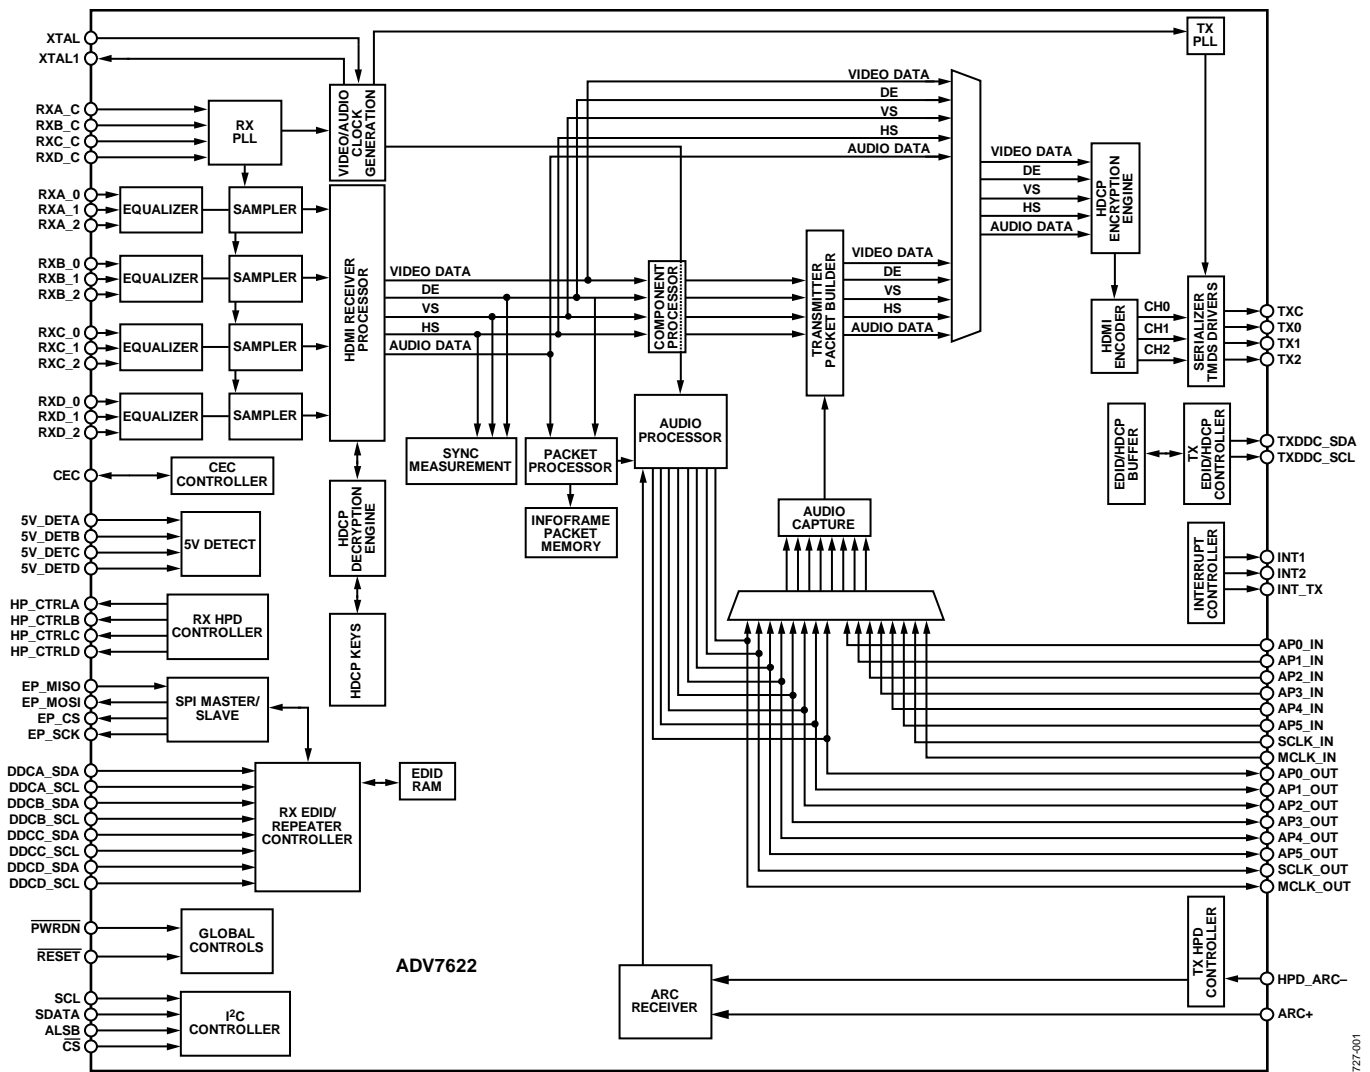 XTAL
XTAL1
RXA_C
RXB_C
RXC_C
RXD_C
RX
PLL
VIDEO/AUDIO
CLOCK
GENERATION
TX
PLL
RXA_0
RXA_1
RXA_2
EQUALIZER
SAMPLER
RXB_0
RXB_1
RXB_2
EQUALIZER
SAMPLER
RXC_0
RXC_1
RXC_2
EQUALIZER
SAMPLER
RXD_0
RXD_1
RXD_2
EQUALIZER
SAMPLER
HDMI RECEIVER
PROCESSOR
VIDEO DATA
DE
VS
HS
AUDIO DATA
VIDEO DATA
DE
VS
HS
AUDIO DATA
COMPONENT
PROCESSOR
TRANSMITTER
PACKET BUILDER
VIDEO DATA
DE
VS
HS
AUDIO DATA
VIDEO DATA
DE
VS
HS
AUDIO DATA
HDCP
ENCRYPTION
ENGINE
HDMI
ENCODER
CH0
CH1
CH2
SERIALIZER
TMDS DRIVERS
TXC
TX0
TX1
TX2
CEC
CEC
CONTROLLER
SYNC
MEASUREMENT
PACKET
PROCESSOR
AUDIO
PROCESSOR
INFOFRAME
PACKET
MEMORY
AUDIO
CAPTURE
EDID/HDCP
BUFFER
TX
EDID/HDCP
CONTROLLER
TXDDC_SDA
TXDDC_SCL
5V_DETA
5V_DETB
5V_DETC
5V_DETD
5V DETECT
HDCP
DECRYPTION
ENGINE
HDCP KEYS
INTERRUPT
CONTROLLER
INT1
INT2
INT_TX
HP_CTRLA
HP_CTRLB
HP_CTRLC
HP_CTRLD
RX HPD
CONTROLLER
EP_MISO
EP_MOSI
EP_CS
EP_SCK
SPI MASTER/
SLAVE
AP0_IN
AP1_IN
AP2_IN
AP3_IN
AP4_IN
AP5_IN
SCLK_IN
MCLK_IN
AP0_OUT
AP1_OUT
AP2_OUT
AP3_OUT
AP4_OUT
AP5_OUT
SCLK_OUT
MCLK_OUT
DDCA_SDA
DDCA_SCL
DDCB_SDA
DDCB_SCL
DDCC_SDA
DDCC_SCL
DDCD_SDA
DDCD_SCL
RX EDID/
REPEATER
CONTROLLER
EDID
RAM
PWRDN
RESET
GLOBAL
CONTROLS
SCL
SDATA
ALSB
CS
I²C
CONTROLLER
ADV7622
ARC
RECEIVER
TX HPD
CONTROLLER
HPD_ARC–
ARC+
727-001